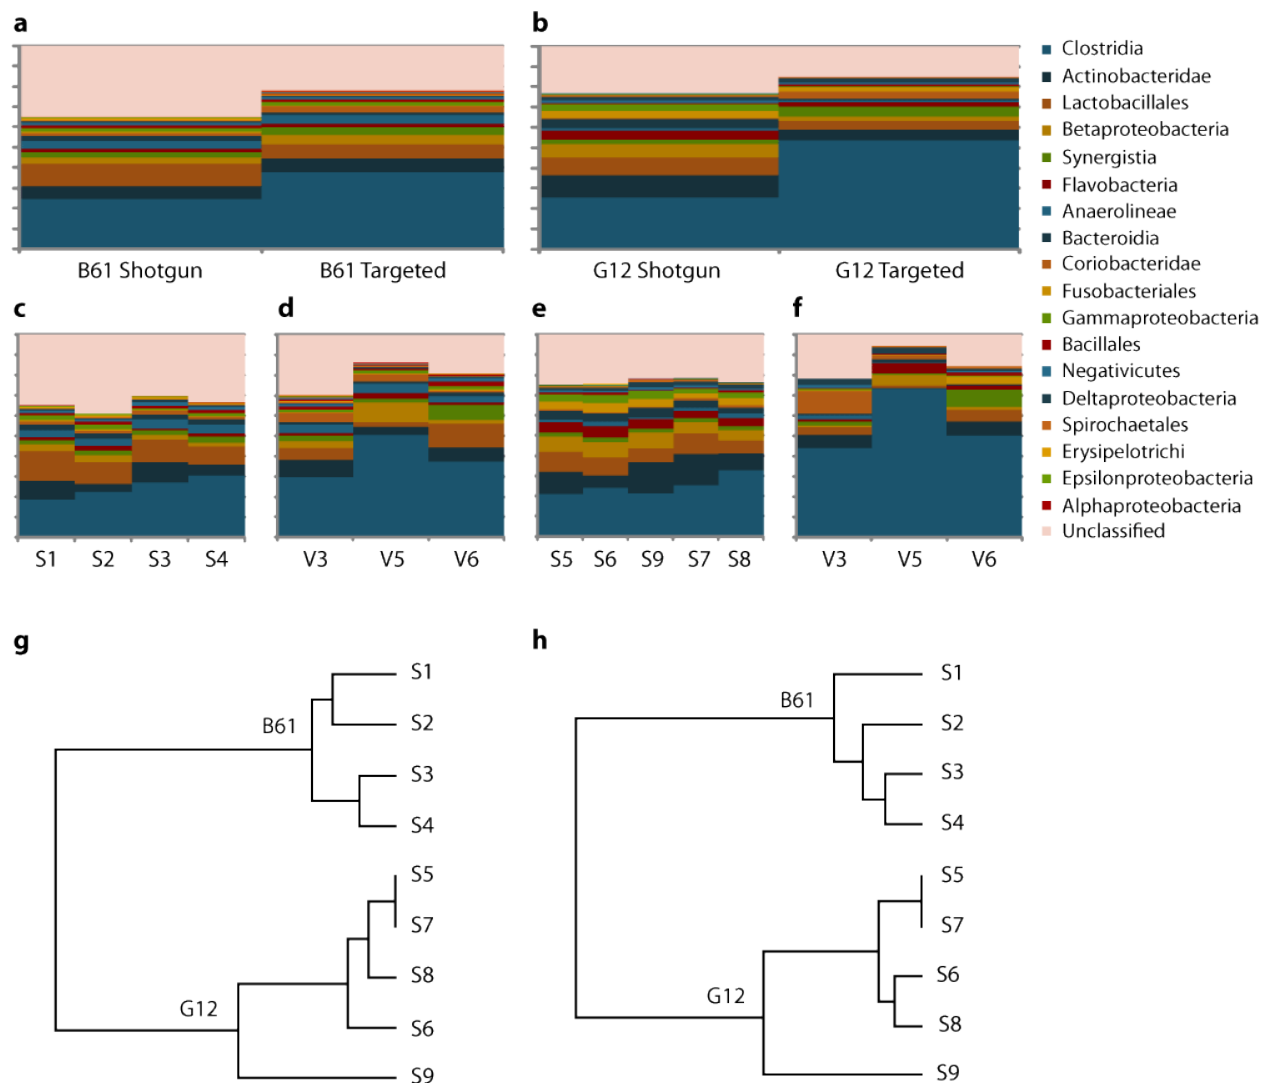 a
b
B61 Shotgun
B61 Targeted
G12 Shotgun
G12 Targeted
Clostridia
Actinobacteridae
Lactobacillales
Betaproteobacteria
Synergistia
Flavobacteria
Anaerolineae
Bacteroidia
Coriobacteridae
Fusobacteriales
Gammaproteobacteria
Bacillales
Negativicutes
Deltaproteobacteria
Spirochaetales
Erysipelotrichi
Epsilonproteobacteria
Alphaproteobacteria
Unclassified
c
d
e
f
S1 S2 S3 S4
V3 V5 V6
S5 S6 S9 S7 S8
V3 V5 V6
g
B61
S1
S2
S3
S4
G12
S5
S7
S8
S6
S9
h
B61
S1
S2
S3
S4
G12
S5
S7
S6
S8
S9